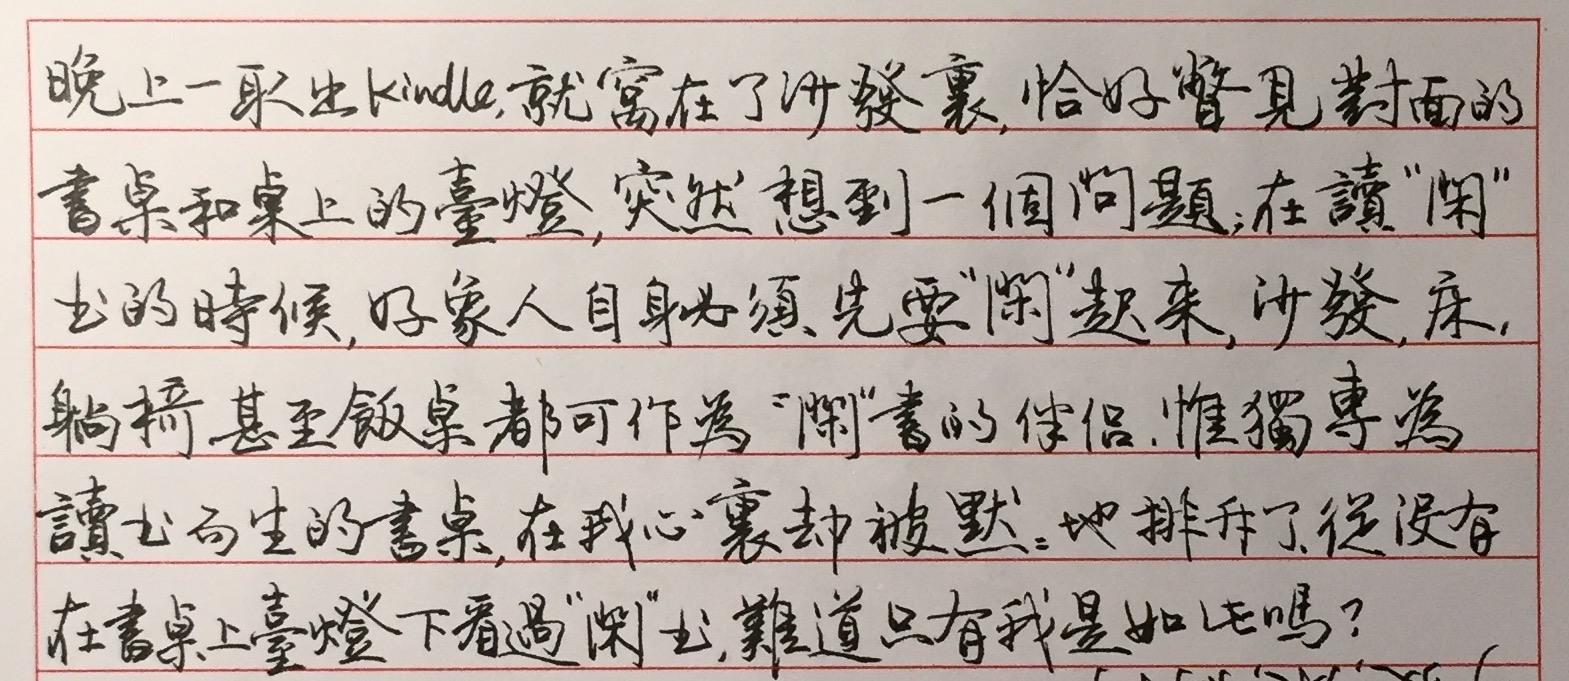 晚上一取出Kindle,就窩在了沙發裏,恰好瞥見對面的
書桌和桌上的臺燈,突然想到一個問題:在讀"閑"
书的時候,好象人自身必須先要"閑"起来,沙發,床,
躺椅甚至飯桌都可作為"閑"書的伴侣.惟獨專為
讀书而生的書桌,在我心裏却被默=地排斥了,從沒有
在書桌上臺燈下看過"閑"书,難道只有我是如此嗎?